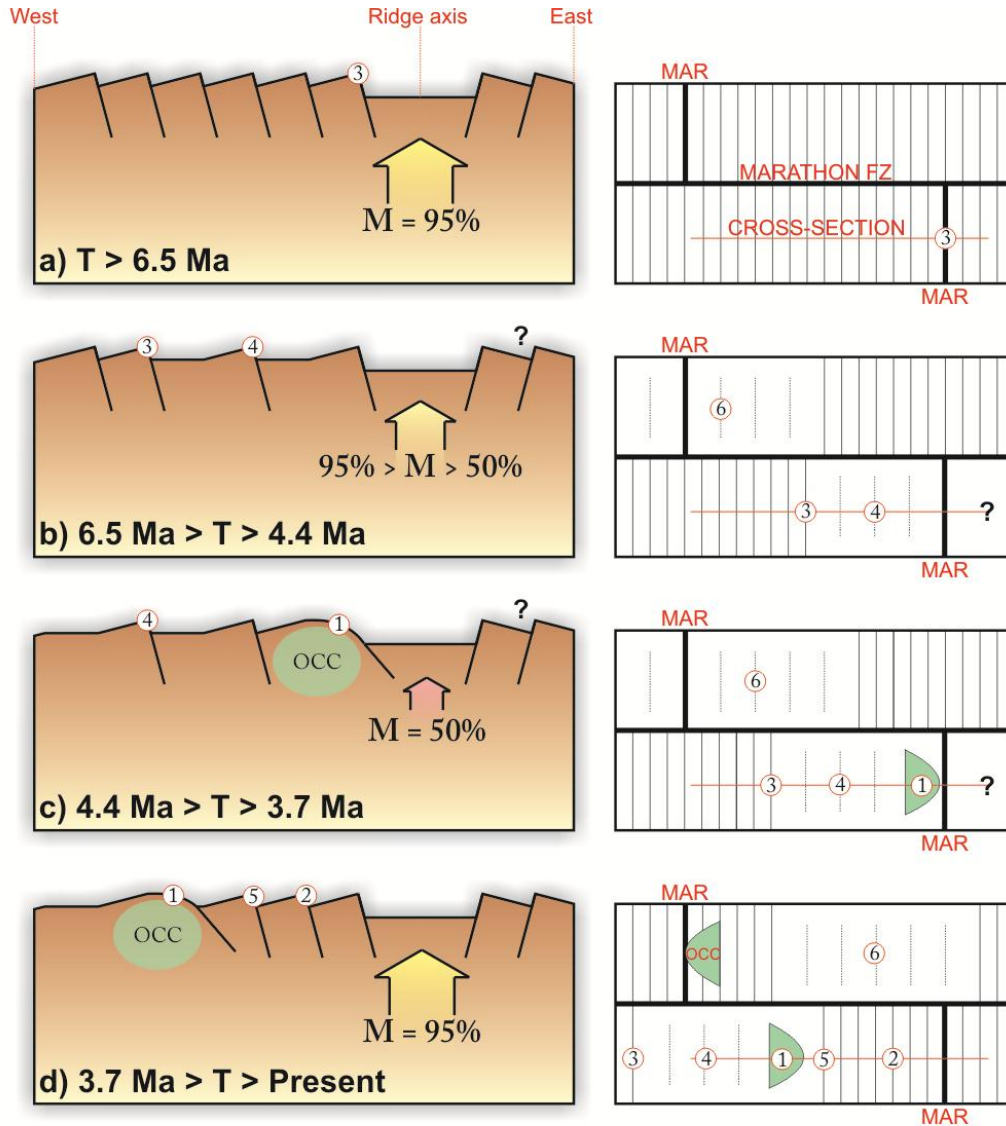 West
Ridge axis
East
3
M = 95%
a) T > 6.5 Ma
MAR
MARATHON FZ
CROSS-SECTION
3
MAR
3
4
?
95% > M > 50%
b) 6.5 Ma > T > 4.4 Ma
MAR
6
3
4
?
MAR
4
1
?
OCC
M = 50%
c) 4.4 Ma > T > 3.7 Ma
MAR
6
3
4
1
?
MAR
1
5
2
OCC
M = 95%
d) 3.7 Ma > T > Present
MAR
OCC
6
3
4
1
5
2
MAR